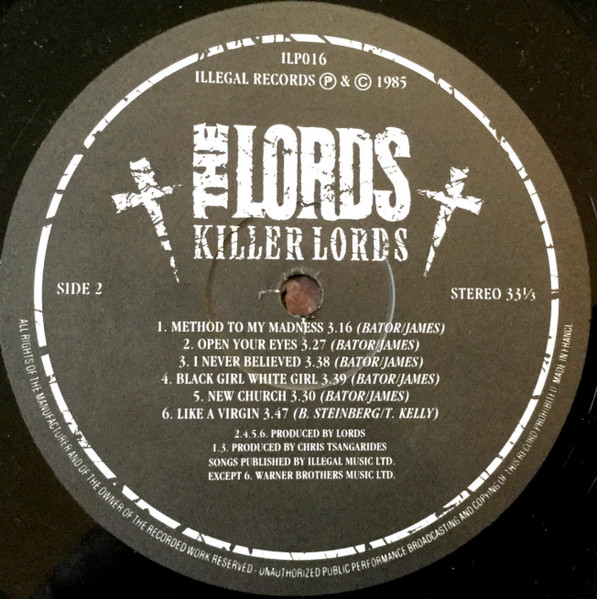 ILP016
ILLEGAL RECORDS Ⓟ & © 1985
THE LORDS
KILLER LORDS
SIDE 2
STEREO 33⅓
1. METHOD TO MY MADNESS 3.16 (BATOR/JAMES)
2. OPEN YOUR EYES 3.27 (BATOR/JAMES)
3. I NEVER BELIEVED 3.38 (BATOR/JAMES)
4. BLACK GIRL WHITE GIRL 3.39 (BATOR/JAMES)
5. NEW CHURCH 3.30 (BATOR/JAMES)
6. LIKE A VIRGIN 3.47 (B. STEINBERG/T. KELLY)
2.4.5.6. PRODUCED BY LORDS
1.3. PRODUCED BY CHRIS TSANGARIDES
SONGS PUBLISHED BY ILLEGAL MUSIC LTD.
EXCEPT 6. WARNER BROTHERS MUSIC LTD.
ALL RIGHTS OF THE MANUFACTURER AND OF THE OWNER OF THE RECORDED WORK RESERVED - UNAUTHORIZED PUBLIC PERFORMANCE BROADCASTING AND COPYING OF THIS RECORD PROHIBITED MADE IN FRANCE